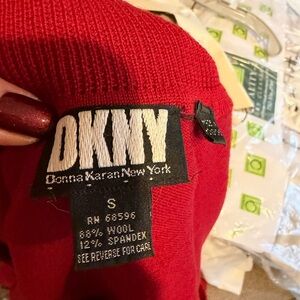 DKNY
Donna Karan New York
S
RN 68596
88% WOOL
12% SPANDEX
SEE REVERSE FOR CARE